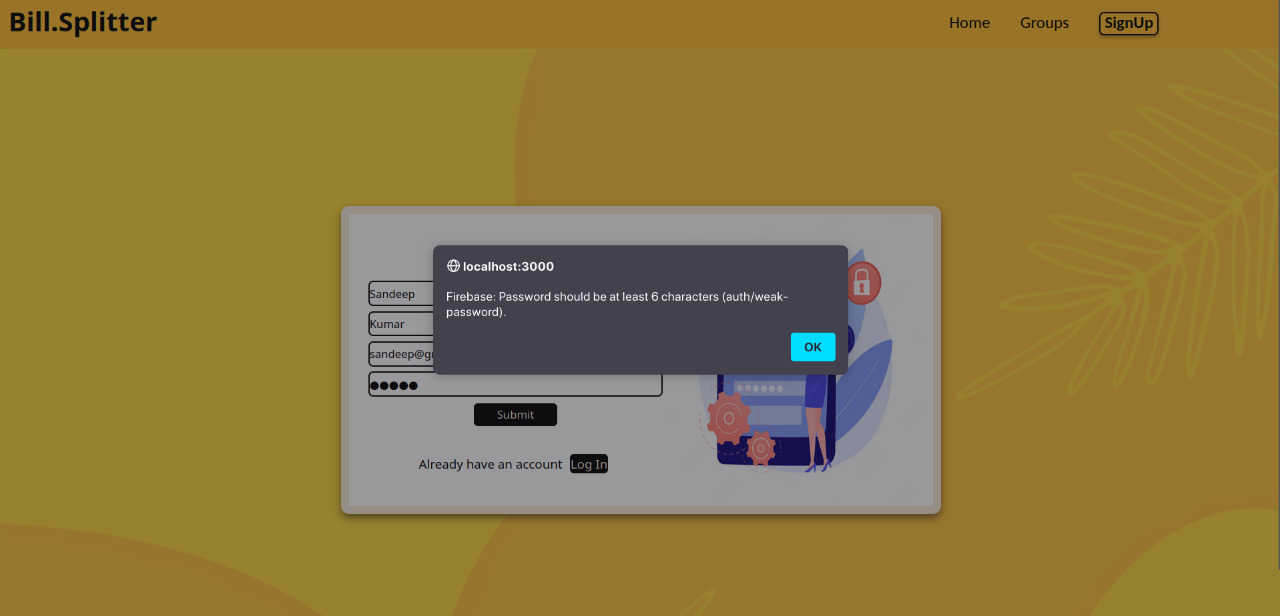 Bill.Splitter
Home Groups SignUp
localhost:3000
Firebase: Password should be at least 6 characters (auth/weak-
password).
OK
Sandeep
Kumar
Submit
Already have an account Log In